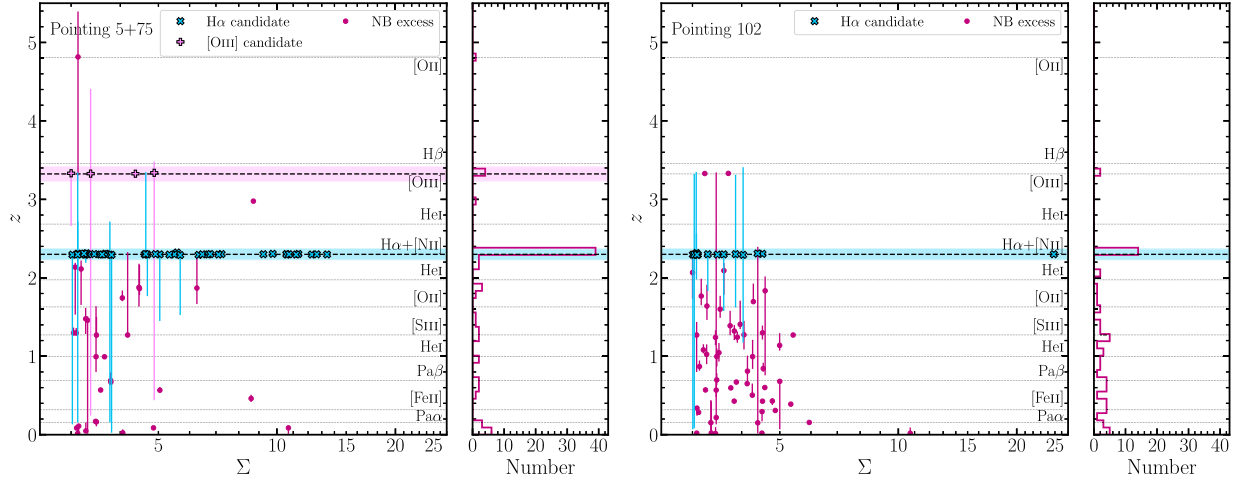 Pointing 5+75
Hα candidate
NB excess
[OIII] candidate
[OII]
Hβ
[OIII]
HeI
Hα+[NII]
HeI
[OII]
[SIII]
HeI
Paβ
[FeII]
Paα
0
1
2
3
4
5
z
5
10
15
20
25
Σ
0
10
20
30
40
Number
Pointing 102
Hα candidate
NB excess
[OII]
Hβ
[OIII]
HeI
Hα+[NII]
HeI
[OII]
[SIII]
HeI
Paβ
[FeII]
Paα
0
1
2
3
4
5
z
5
10
15
20
25
Σ
0
10
20
30
40
Number